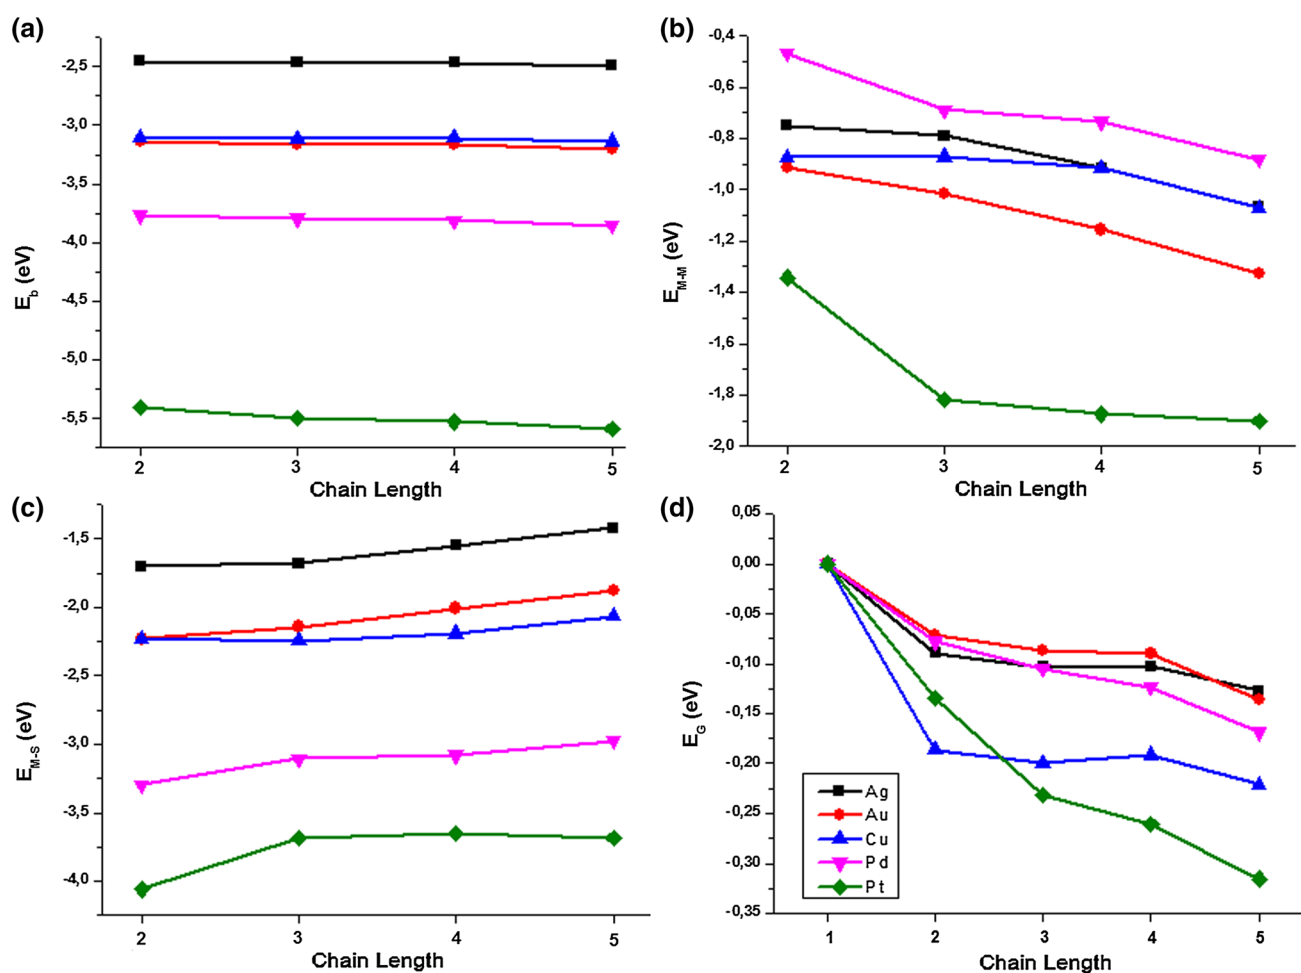 (a)
-2,5
-3,0
-3,5
-4,0
-4,5
-5,0
-5,5
E_b (eV)
2 3 4 5
Chain Length
(b)
-0,4
-0,6
-0,8
-1,0
-1,2
-1,4
-1,6
-1,8
-2,0
E_M-M (eV)
2 3 4 5
Chain Length
(c)
-1,5
-2,0
-2,5
-3,0
-3,5
-4,0
E_M-S (eV)
2 3 4 5
Chain Length
(d)
0,05
0,00
-0,05
-0,10
-0,15
-0,20
-0,25
-0,30
-0,35
E_G (eV)
Ag
Au
Cu
Pd
Pt
1 2 3 4 5
Chain Length